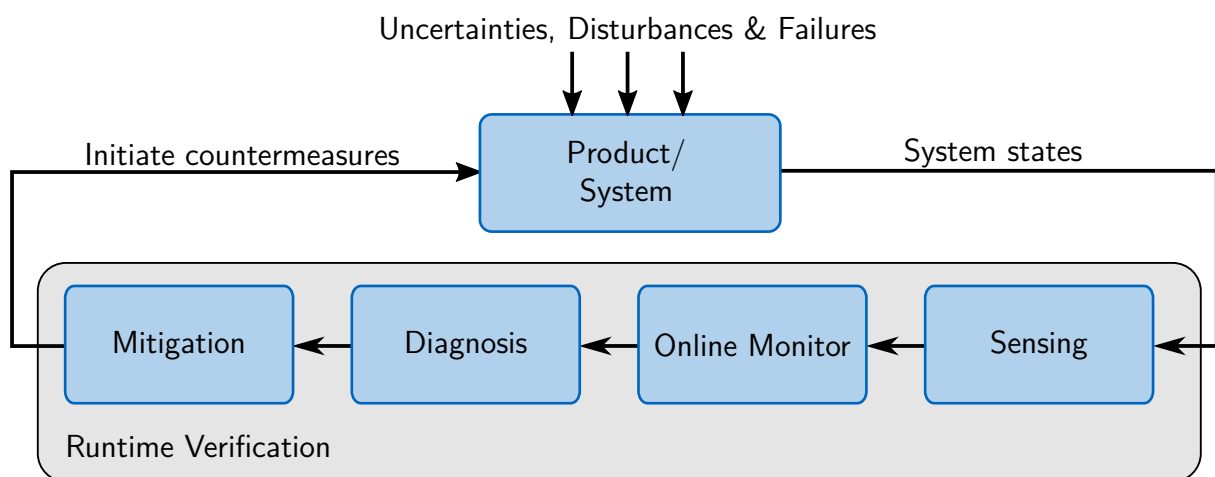 Uncertainties, Disturbances & Failures
Initiate countermeasures
Product/
System
System states
Mitigation
Diagnosis
Online Monitor
Sensing
Runtime Verification